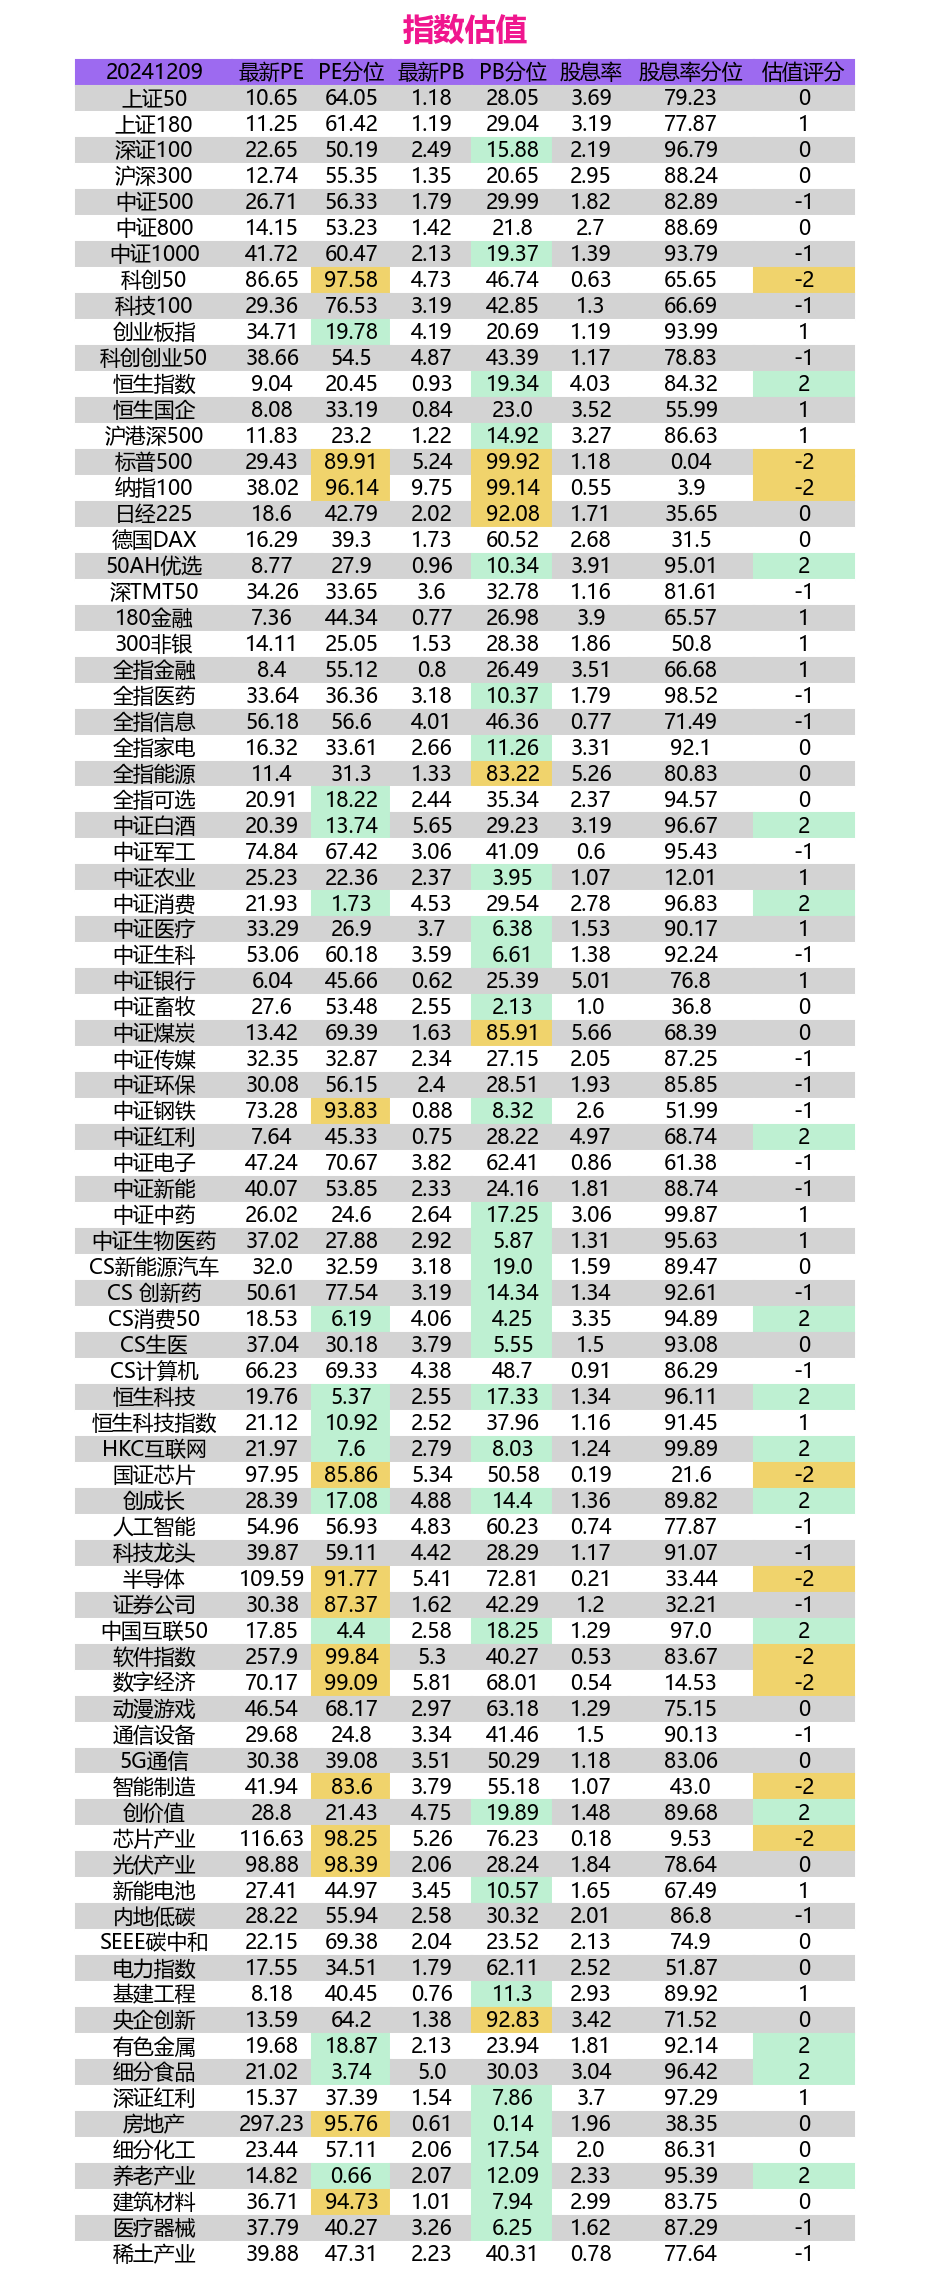 指数估值
20241209 最新PE PE分位 最新PB PB分位 股息率 股息率分位 估值评分
上证50 10.65 64.05 1.18 28.05 3.69 79.23 0
上证180 11.25 61.42 1.19 29.04 3.19 77.87 1
深证100 22.65 50.19 2.49 15.88 2.19 96.79 0
沪深300 12.74 55.35 1.35 20.65 2.95 88.24 0
中证500 26.71 56.33 1.79 29.99 1.82 82.89 -1
中证800 14.15 53.23 1.42 21.8 2.7 88.69 0
中证1000 41.72 60.47 2.13 19.37 1.39 93.79 -1
科创50 86.65 97.58 4.73 46.74 0.63 65.65 -2
科技100 29.36 76.53 3.19 42.85 1.3 66.69 -1
创业板指 34.71 19.78 4.19 20.69 1.19 93.99 1
科创创业50 38.66 54.5 4.87 43.39 1.17 78.83 -1
恒生指数 9.04 20.45 0.93 19.34 4.03 84.32 2
恒生国企 8.08 33.19 0.84 23.0 3.52 55.99 1
沪港深500 11.83 23.2 1.22 14.92 3.27 86.63 1
标普500 29.43 89.91 5.24 99.92 1.18 0.04 -2
纳指100 38.02 96.14 9.75 99.14 0.55 3.9 -2
日经225 18.6 42.79 2.02 92.08 1.71 35.65 0
德国DAX 16.29 39.3 1.73 60.52 2.68 31.5 0
50AH优选 8.77 27.9 0.96 10.34 3.91 95.01 2
深TMT50 34.26 33.65 3.6 32.78 1.16 81.61 -1
180金融 7.36 44.34 0.77 26.98 3.9 65.57 1
300非银 14.11 25.05 1.53 28.38 1.86 50.8 1
全指金融 8.4 55.12 0.8 26.49 3.51 66.68 1
全指医药 33.64 36.36 3.18 10.37 1.79 98.52 -1
全指信息 56.18 56.6 4.01 46.36 0.77 71.49 -1
全指家电 16.32 33.61 2.66 11.26 3.31 92.1 0
全指能源 11.4 31.3 1.33 83.22 5.26 80.83 0
全指可选 20.91 18.22 2.44 35.34 2.37 94.57 0
中证白酒 20.39 13.74 5.65 29.23 3.19 96.67 2
中证军工 74.84 67.42 3.06 41.09 0.6 95.43 -1
中证农业 25.23 22.36 2.37 3.95 1.07 12.01 1
中证消费 21.93 1.73 4.53 29.54 2.78 96.83 2
中证医疗 33.29 26.9 3.7 6.38 1.53 90.17 1
中证生科 53.06 60.18 3.59 6.61 1.38 92.24 -1
中证银行 6.04 45.66 0.62 25.39 5.01 76.8 1
中证畜牧 27.6 53.48 2.55 2.13 1.0 36.8 0
中证煤炭 13.42 69.39 1.63 85.91 5.66 68.39 0
中证传媒 32.35 32.87 2.34 27.15 2.05 87.25 -1
中证环保 30.08 56.15 2.4 28.51 1.93 85.85 -1
中证钢铁 73.28 93.83 0.88 8.32 2.6 51.99 -1
中证红利 7.64 45.33 0.75 28.22 4.97 68.74 2
中证电子 47.24 70.67 3.82 62.41 0.86 61.38 -1
中证新能 40.07 53.85 2.33 24.16 1.81 88.74 -1
中证中药 26.02 24.6 2.64 17.25 3.06 99.87 1
中证生物医药 37.02 27.88 2.92 5.87 1.31 95.63 1
CS新能源汽车 32.0 32.59 3.18 19.0 1.59 89.47 0
CS 创新药 50.61 77.54 3.19 14.34 1.34 92.61 -1
CS消费50 18.53 6.19 4.06 4.25 3.35 94.89 2
CS生医 37.04 30.18 3.79 5.55 1.5 93.08 0
CS计算机 66.23 69.33 4.38 48.7 0.91 86.29 -1
恒生科技 19.76 5.37 2.55 17.33 1.34 96.11 2
恒生科技指数 21.12 10.92 2.52 37.96 1.16 91.45 1
HKC互联网 21.97 7.6 2.79 8.03 1.24 99.89 2
国证芯片 97.95 85.86 5.34 50.58 0.19 21.6 -2
创成长 28.39 17.08 4.88 14.4 1.36 89.82 2
人工智能 54.96 56.93 4.83 60.23 0.74 77.87 -1
科技龙头 39.87 59.11 4.42 28.29 1.17 91.07 -1
半导体 109.59 91.77 5.41 72.81 0.21 33.44 -2
证券公司 30.38 87.37 1.62 42.29 1.2 32.21 -1
中国互联50 17.85 4.4 2.58 18.25 1.29 97.0 2
软件指数 257.9 99.84 5.3 40.27 0.53 83.67 -2
数字经济 70.17 99.09 5.81 68.01 0.54 14.53 -2
动漫游戏 46.54 68.17 2.97 63.18 1.29 75.15 0
通信设备 29.68 24.8 3.34 41.46 1.5 90.13 -1
5G通信 30.38 39.08 3.51 50.29 1.18 83.06 0
智能制造 41.94 83.6 3.79 55.18 1.07 43.0 -2
创价值 28.8 21.43 4.75 19.89 1.48 89.68 2
芯片产业 116.63 98.25 5.26 76.23 0.18 9.53 -2
光伏产业 98.88 98.39 2.06 28.24 1.84 78.64 0
新能电池 27.41 44.97 3.45 10.57 1.65 67.49 1
内地低碳 28.22 55.94 2.58 30.32 2.01 86.8 -1
SEEE碳中和 22.15 69.38 2.04 23.52 2.13 74.9 0
电力指数 17.55 34.51 1.79 62.11 2.52 51.87 0
基建工程 8.18 40.45 0.76 11.3 2.93 89.92 1
央企创新 13.59 64.2 1.38 92.83 3.42 71.52 0
有色金属 19.68 18.87 2.13 23.94 1.81 92.14 2
细分食品 21.02 3.74 5.0 30.03 3.04 96.42 2
深证红利 15.37 37.39 1.54 7.86 3.7 97.29 1
房地产 297.23 95.76 0.61 0.14 1.96 38.35 0
细分化工 23.44 57.11 2.06 17.54 2.0 86.31 0
养老产业 14.82 0.66 2.07 12.09 2.33 95.39 2
建筑材料 36.71 94.73 1.01 7.94 2.99 83.75 0
医疗器械 37.79 40.27 3.26 6.25 1.62 87.29 -1
稀土产业 39.88 47.31 2.23 40.31 0.78 77.64 -1